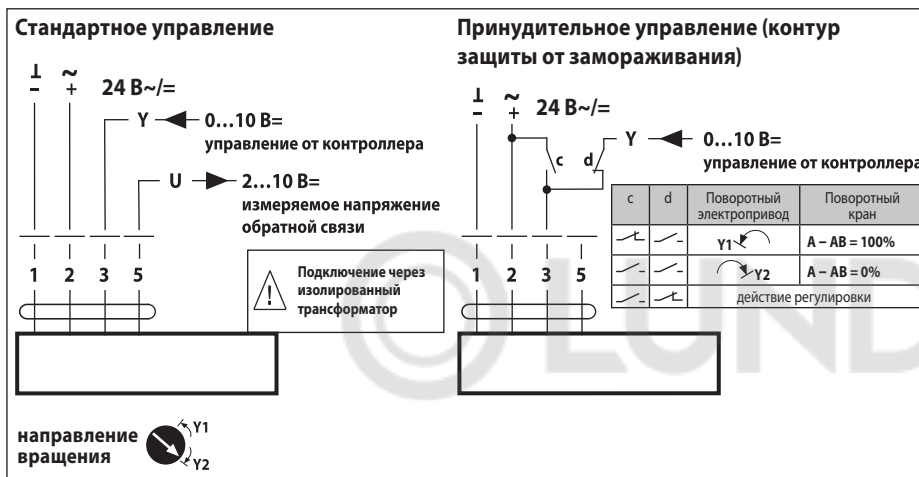 Стандартное управление
⊥ ~
- + 24 В~/=
Y 0...10 В=
управление от контроллера
U 2...10 В=
измеряемое напряжение
обратной связи
1 2 3 5
Подключение через
изолированный
трансформатор
направление
вращения
Y1
Y2
Принудительное управление (контур
защиты от замораживания)
⊥ ~
- + 24 В~/=
c d Y 0...10 В=
управление от контроллера
c d Поворотный электропривод Поворотный кран
Y1 A – AB = 100%
Y2 A – AB = 0%
действие регулировки
1 2 3 5
LUND